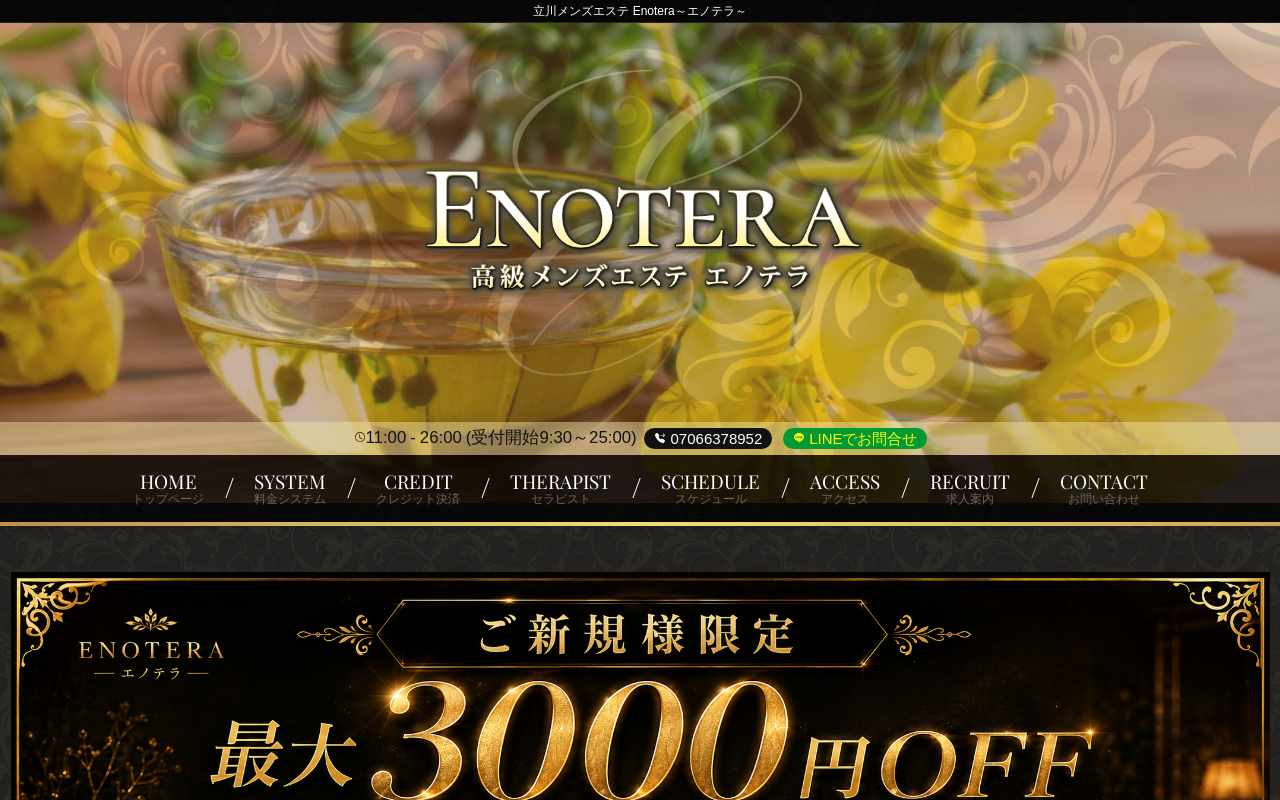 立川メンズエステ Enotera～エノテラ～
ENOTERA
高級メンズエステ エノテラ
11:00 - 26:00 (受付開始9:30～25:00) 07066378952 LINEでお問合せ
HOME / SYSTEM / CREDIT / THERAPIST / SCHEDULE / ACCESS / RECRUIT / CONTACT
トップページ 料金システム クレジット決済 セラピスト スケジュール アクセス 求人案内 お問い合わせ
ご新規様限定
ENOTERA
エノテラ
最大3000円OFF